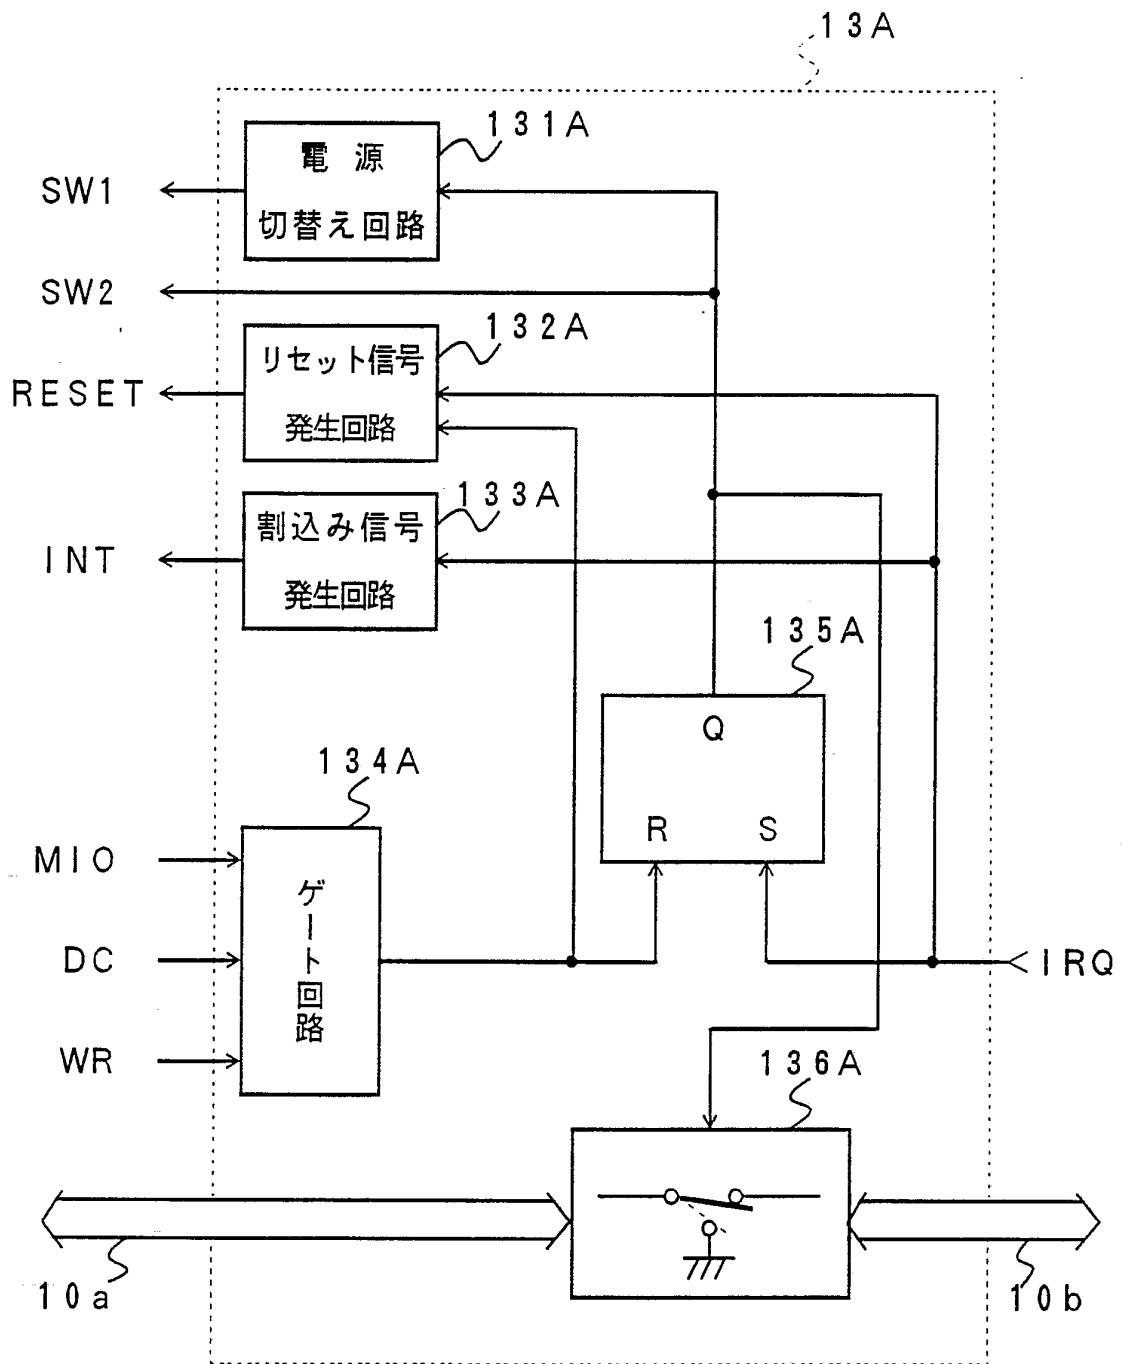 13A
131A
電源
切替え回路
SW1
SW2
132A
リセット信号
発生回路
RESET
133A
割込み信号
発生回路
INT
135A
Q
R S
134A
ゲート回路
MIO
DC
WR
IRQ
136A
10a
10b